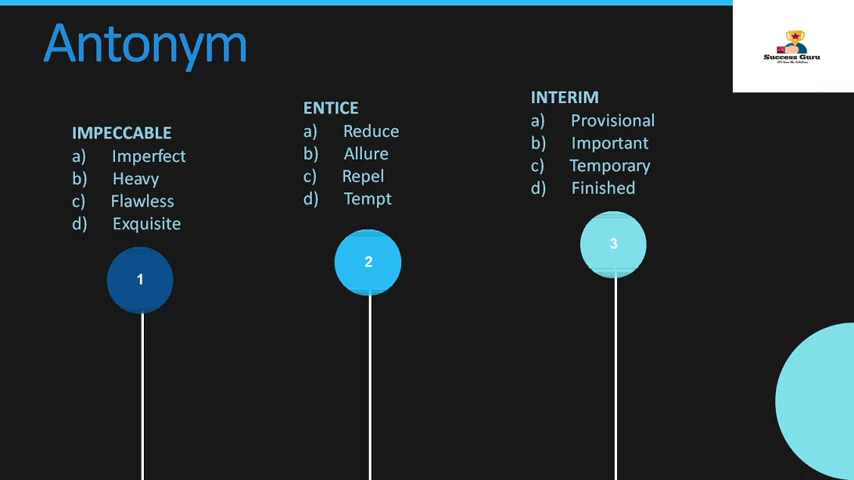 Antonym
Success Guru
IMPECCABLE
a) Imperfect
b) Heavy
c) Flawless
d) Exquisite
1
ENTICE
a) Reduce
b) Allure
c) Repel
d) Tempt
2
INTERIM
a) Provisional
b) Important
c) Temporary
d) Finished
3